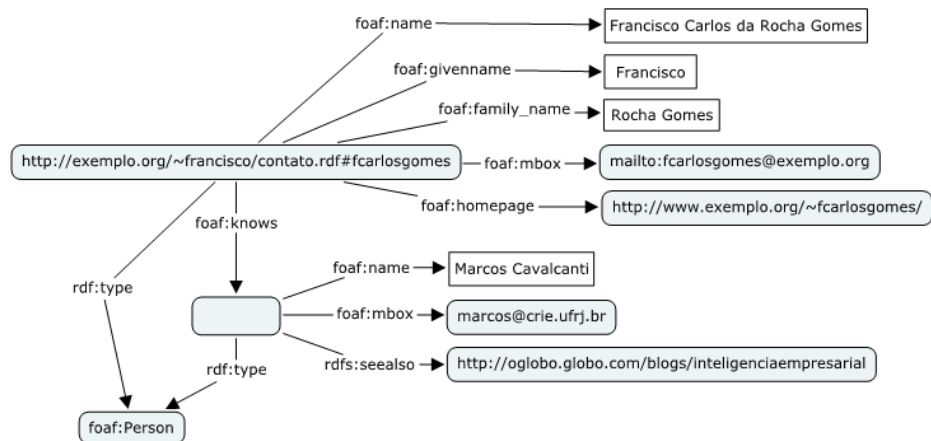 foaf:name
Francisco Carlos da Rocha Gomes
foaf:givenname
Francisco
foaf:family_name
Rocha Gomes
http://exemplo.org/~francisco/contato.rdf#fcarlosgomes
foaf:mbox
mailto:fcarlosgomes@exemplo.org
foaf:homepage
http://www.exemplo.org/~fcarlosgomes/
foaf:knows
foaf:name
Marcos Cavalcanti
rdf:type
foaf:mbox
marcos@crie.ufrj.br
rdfs:seealso
http://oglobo.globo.com/blogs/inteligenciaempresarial
rdf:type
foaf:Person